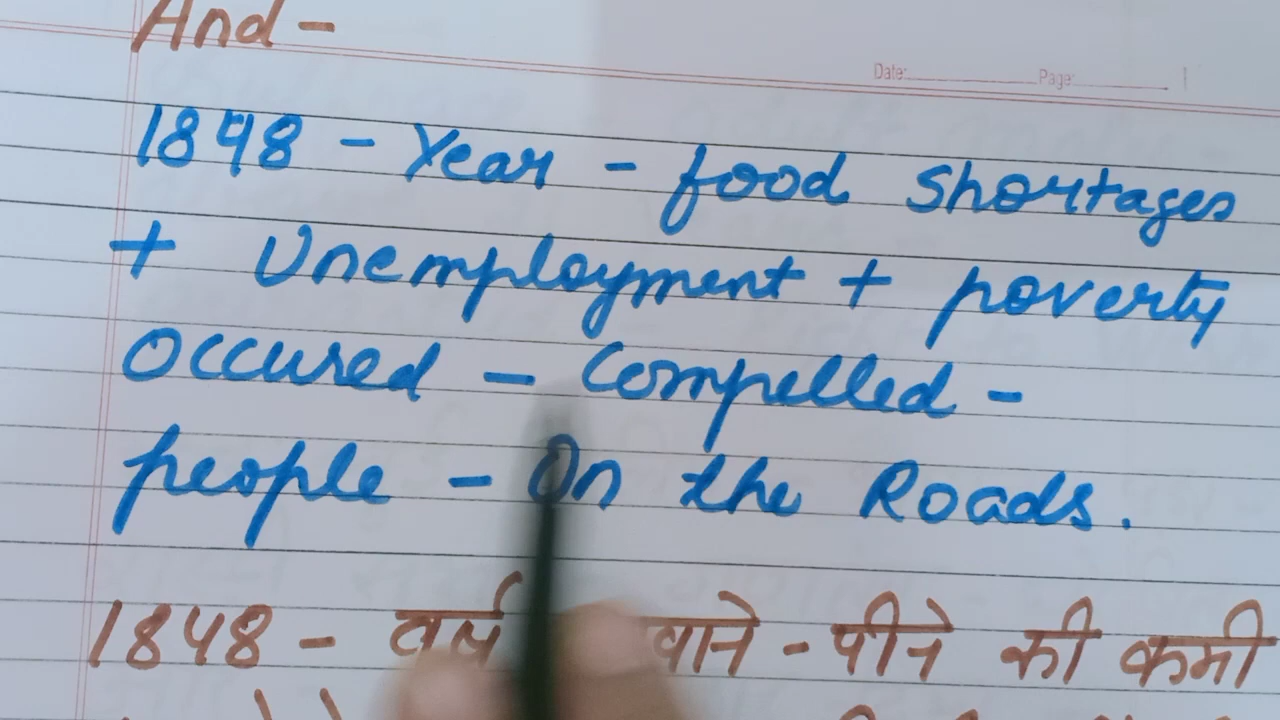 And -
Date: Page:
1848 - Year - food shortages
+ Unemployment + poverty
Occured - Compelled -
people - On the Roads.
1848 - वर्ष खाने - पीने की कमी